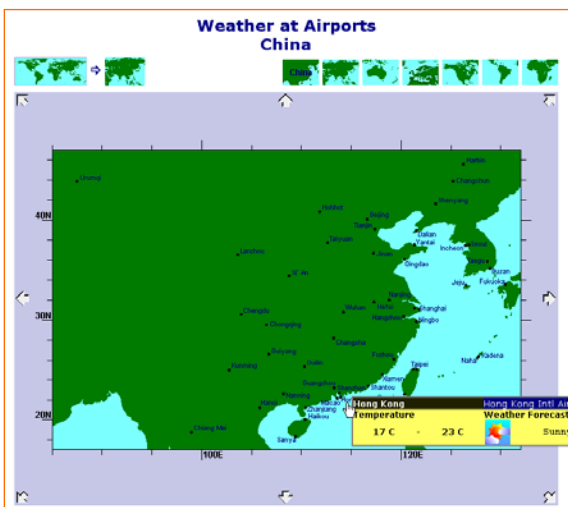 Weather at Airports
China
China
Urumqi
Harbin
Changchun
Shenyang
Hohhot
Beijing
Tianjin
Dalian
Yantai
Incheon
Seoul
40N
Taiyuan
Jinan
Qingdao
Lanzhou
Busan
Jeju
Fukuoka
Xi' An
Nanjing
Hefei
Shanghai
Chengdu
Wuhan
Hangzhou
Ningbo
30N
Chongqing
Changsha
Guiyang
Fuzhou
Taipei
Naha
Kadena
Kunming
Guilin
Xiamen
Guangzhou
Shenzhen
Shantou
Nanning
Macao
Hanoi
Zhanjiang
Haikou
20N
Chiang Mai
Sanya
Hong Kong
Hong Kong Intl Air
Temperature
Weather Forecast
17 C - 23 C
Sunny
100E
120E